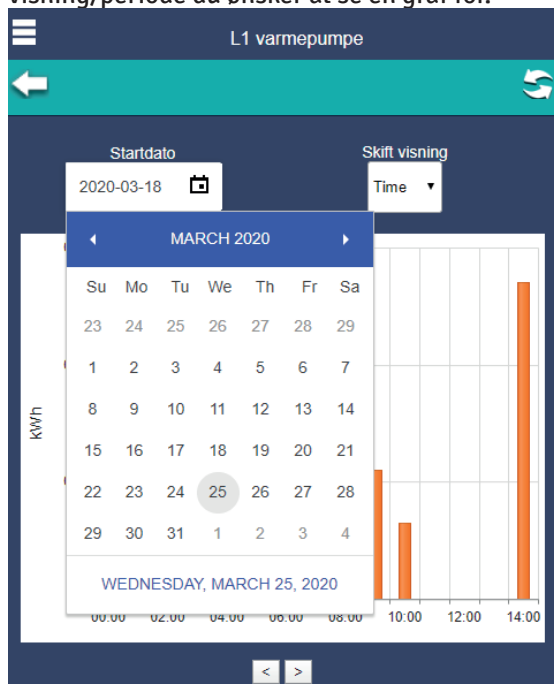 visning/periode du ønsker at se en graf for.
L1 varmepumpe
Startdato Skift visning
2020-03-18 Time
MARCH 2020
Su Mo Tu We Th Fr Sa
23 24 25 26 27 28 29
1 2 3 4 5 6 7
8 9 10 11 12 13 14
15 16 17 18 19 20 21
22 23 24 25 26 27 28
29 30 31 1 2 3 4
WEDNESDAY, MARCH 25, 2020
kWh
00:00 02:00 04:00 06:00 08:00 10:00 12:00 14:00
< >